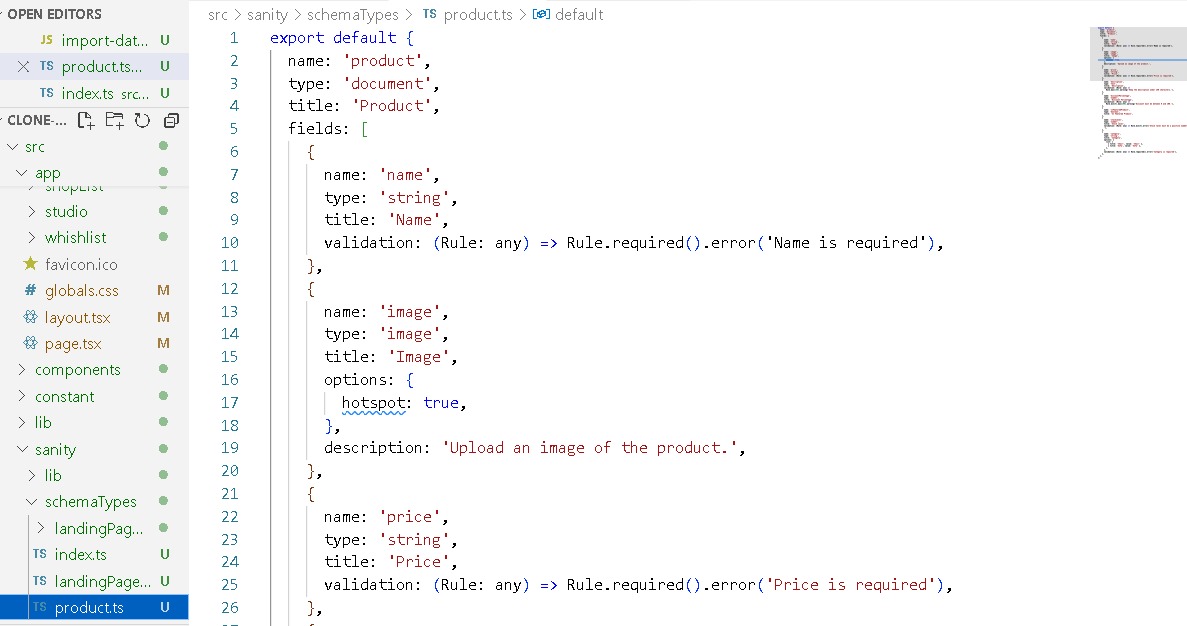 OPEN EDITORS
JS import-dat... U
TS product.ts... U
TS index.ts src... U
CLONE-...
src
app
shopList
studio
whishlist
favicon.ico
# globals.css M
layout.tsx M
page.tsx M
components
constant
lib
sanity
lib
schemaTypes
landingPag...
TS index.ts U
TS landingPage... U
TS product.ts U
src > sanity > schemaTypes > TS product.ts > default
1 export default {
2 name: 'product',
3 type: 'document',
4 title: 'Product',
5 fields: [
6 {
7 name: 'name',
8 type: 'string',
9 title: 'Name',
10 validation: (Rule: any) => Rule.required().error('Name is required'),
11 },
12 {
13 name: 'image',
14 type: 'image',
15 title: 'Image',
16 options: {
17 hotspot: true,
18 },
19 description: 'Upload an image of the product.',
20 },
21 {
22 name: 'price',
23 type: 'string',
24 title: 'Price',
25 validation: (Rule: any) => Rule.required().error('Price is required'),
26 },